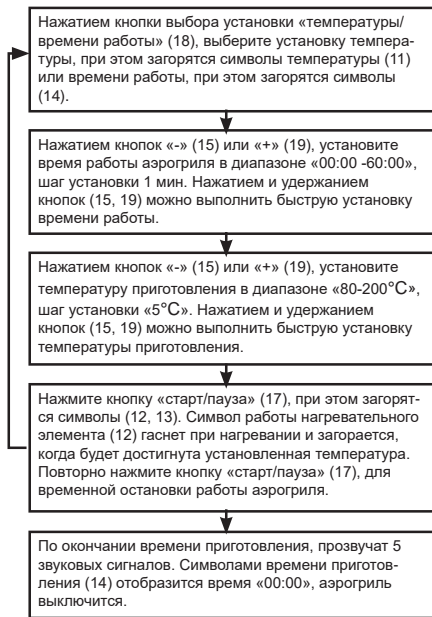 Нажатием кнопки выбора установки «температуры/
времени работы» (18), выберите установку темпера-
туры, при этом загорятся символы температуры (11)
или времени работы, при этом загорятся символы
(14).
Нажатием кнопок «-» (15) или «+» (19), установите
время работы аэрогриля в диапазоне «00:00 -60:00»,
шаг установки 1 мин. Нажатием и удержанием
кнопок (15, 19) можно выполнить быструю установку
времени работы.
Нажатием кнопок «-» (15) или «+» (19), установите
температуру приготовления в диапазоне «80-200°C»,
шаг установки «5°C». Нажатием и удержанием
кнопок (15, 19) можно выполнить быструю установку
температуры приготовления.
Нажмите кнопку «старт/пауза» (17), при этом загорят-
ся символы (12, 13). Символ работы нагревательного
элемента (12) гаснет при нагревании и загорается,
когда будет достигнута установленная температура.
Повторно нажмите кнопку «старт/пауза» (17), для
временной остановки работы аэрогриля.
По окончании времени приготовления, прозвучат 5
звуковых сигналов. Символами времени приготов-
ления (14) отобразится время «00:00», аэрогриль
выключится.